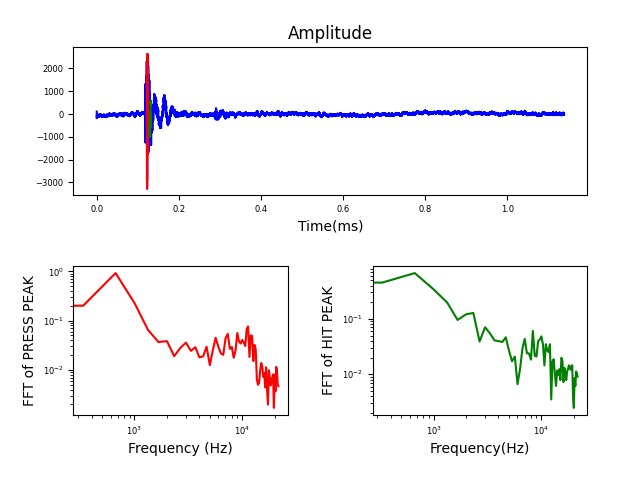 Amplitude
2000
1000
0
−1000
−2000
−3000
0.0 0.2 0.4 0.6 0.8 1.0
Time(ms)
FFT of PRESS PEAK
10⁰
10⁻¹
10⁻²
10³ 10⁴
Frequency (Hz)
FFT of HIT PEAK
10⁻¹
10⁻²
10³ 10⁴
Frequency(Hz)